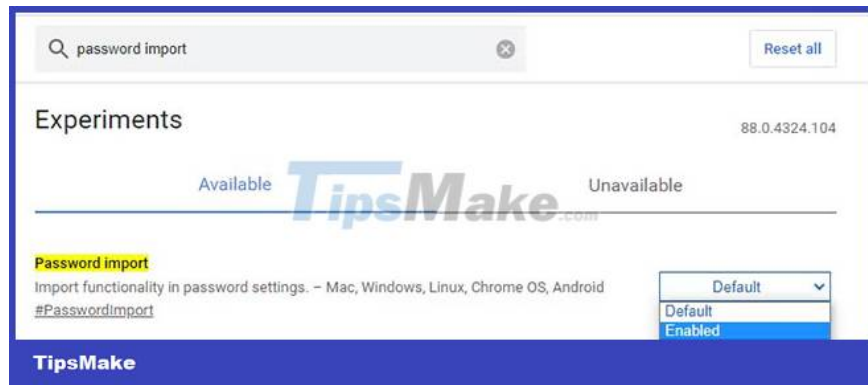 password import
Reset all
Experiments
88.0.4324.104
Available
Unavailable
TipsMake.com
Password import
Import functionality in password settings. – Mac, Windows, Linux, Chrome OS, Android
#PasswordImport
Default
Default
Enabled
TipsMake